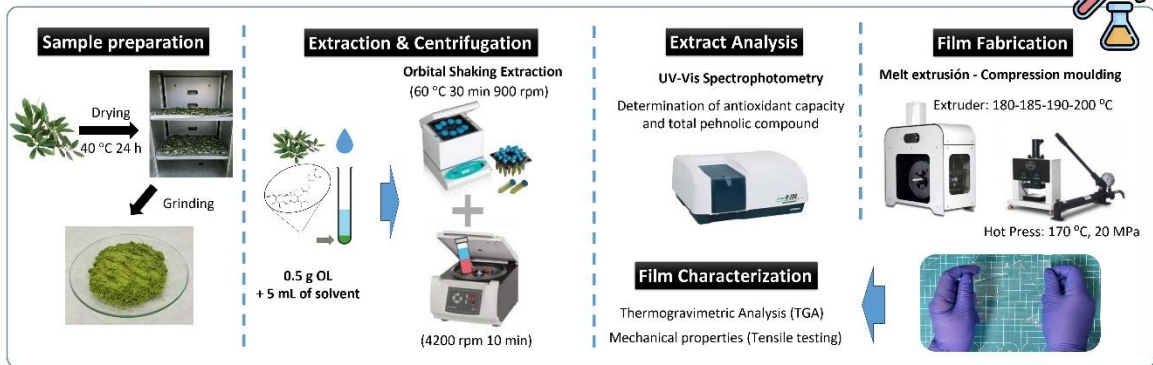 Sample preparation
Drying
40 °C 24 h
Grinding
Extraction & Centrifugation
Orbital Shaking Extraction
(60 °C 30 min 900 rpm)
0.5 g OL
+ 5 mL of solvent
(4200 rpm 10 min)
Extract Analysis
UV-Vis Spectrophotometry
Determination of antioxidant capacity
and total pehnolic compound
Film Characterization
Thermogravimetric Analysis (TGA)
Mechanical properties (Tensile testing)
Film Fabrication
Melt extrusión - Compression moulding
Extruder: 180-185-190-200 °C
Hot Press: 170 °C, 20 MPa